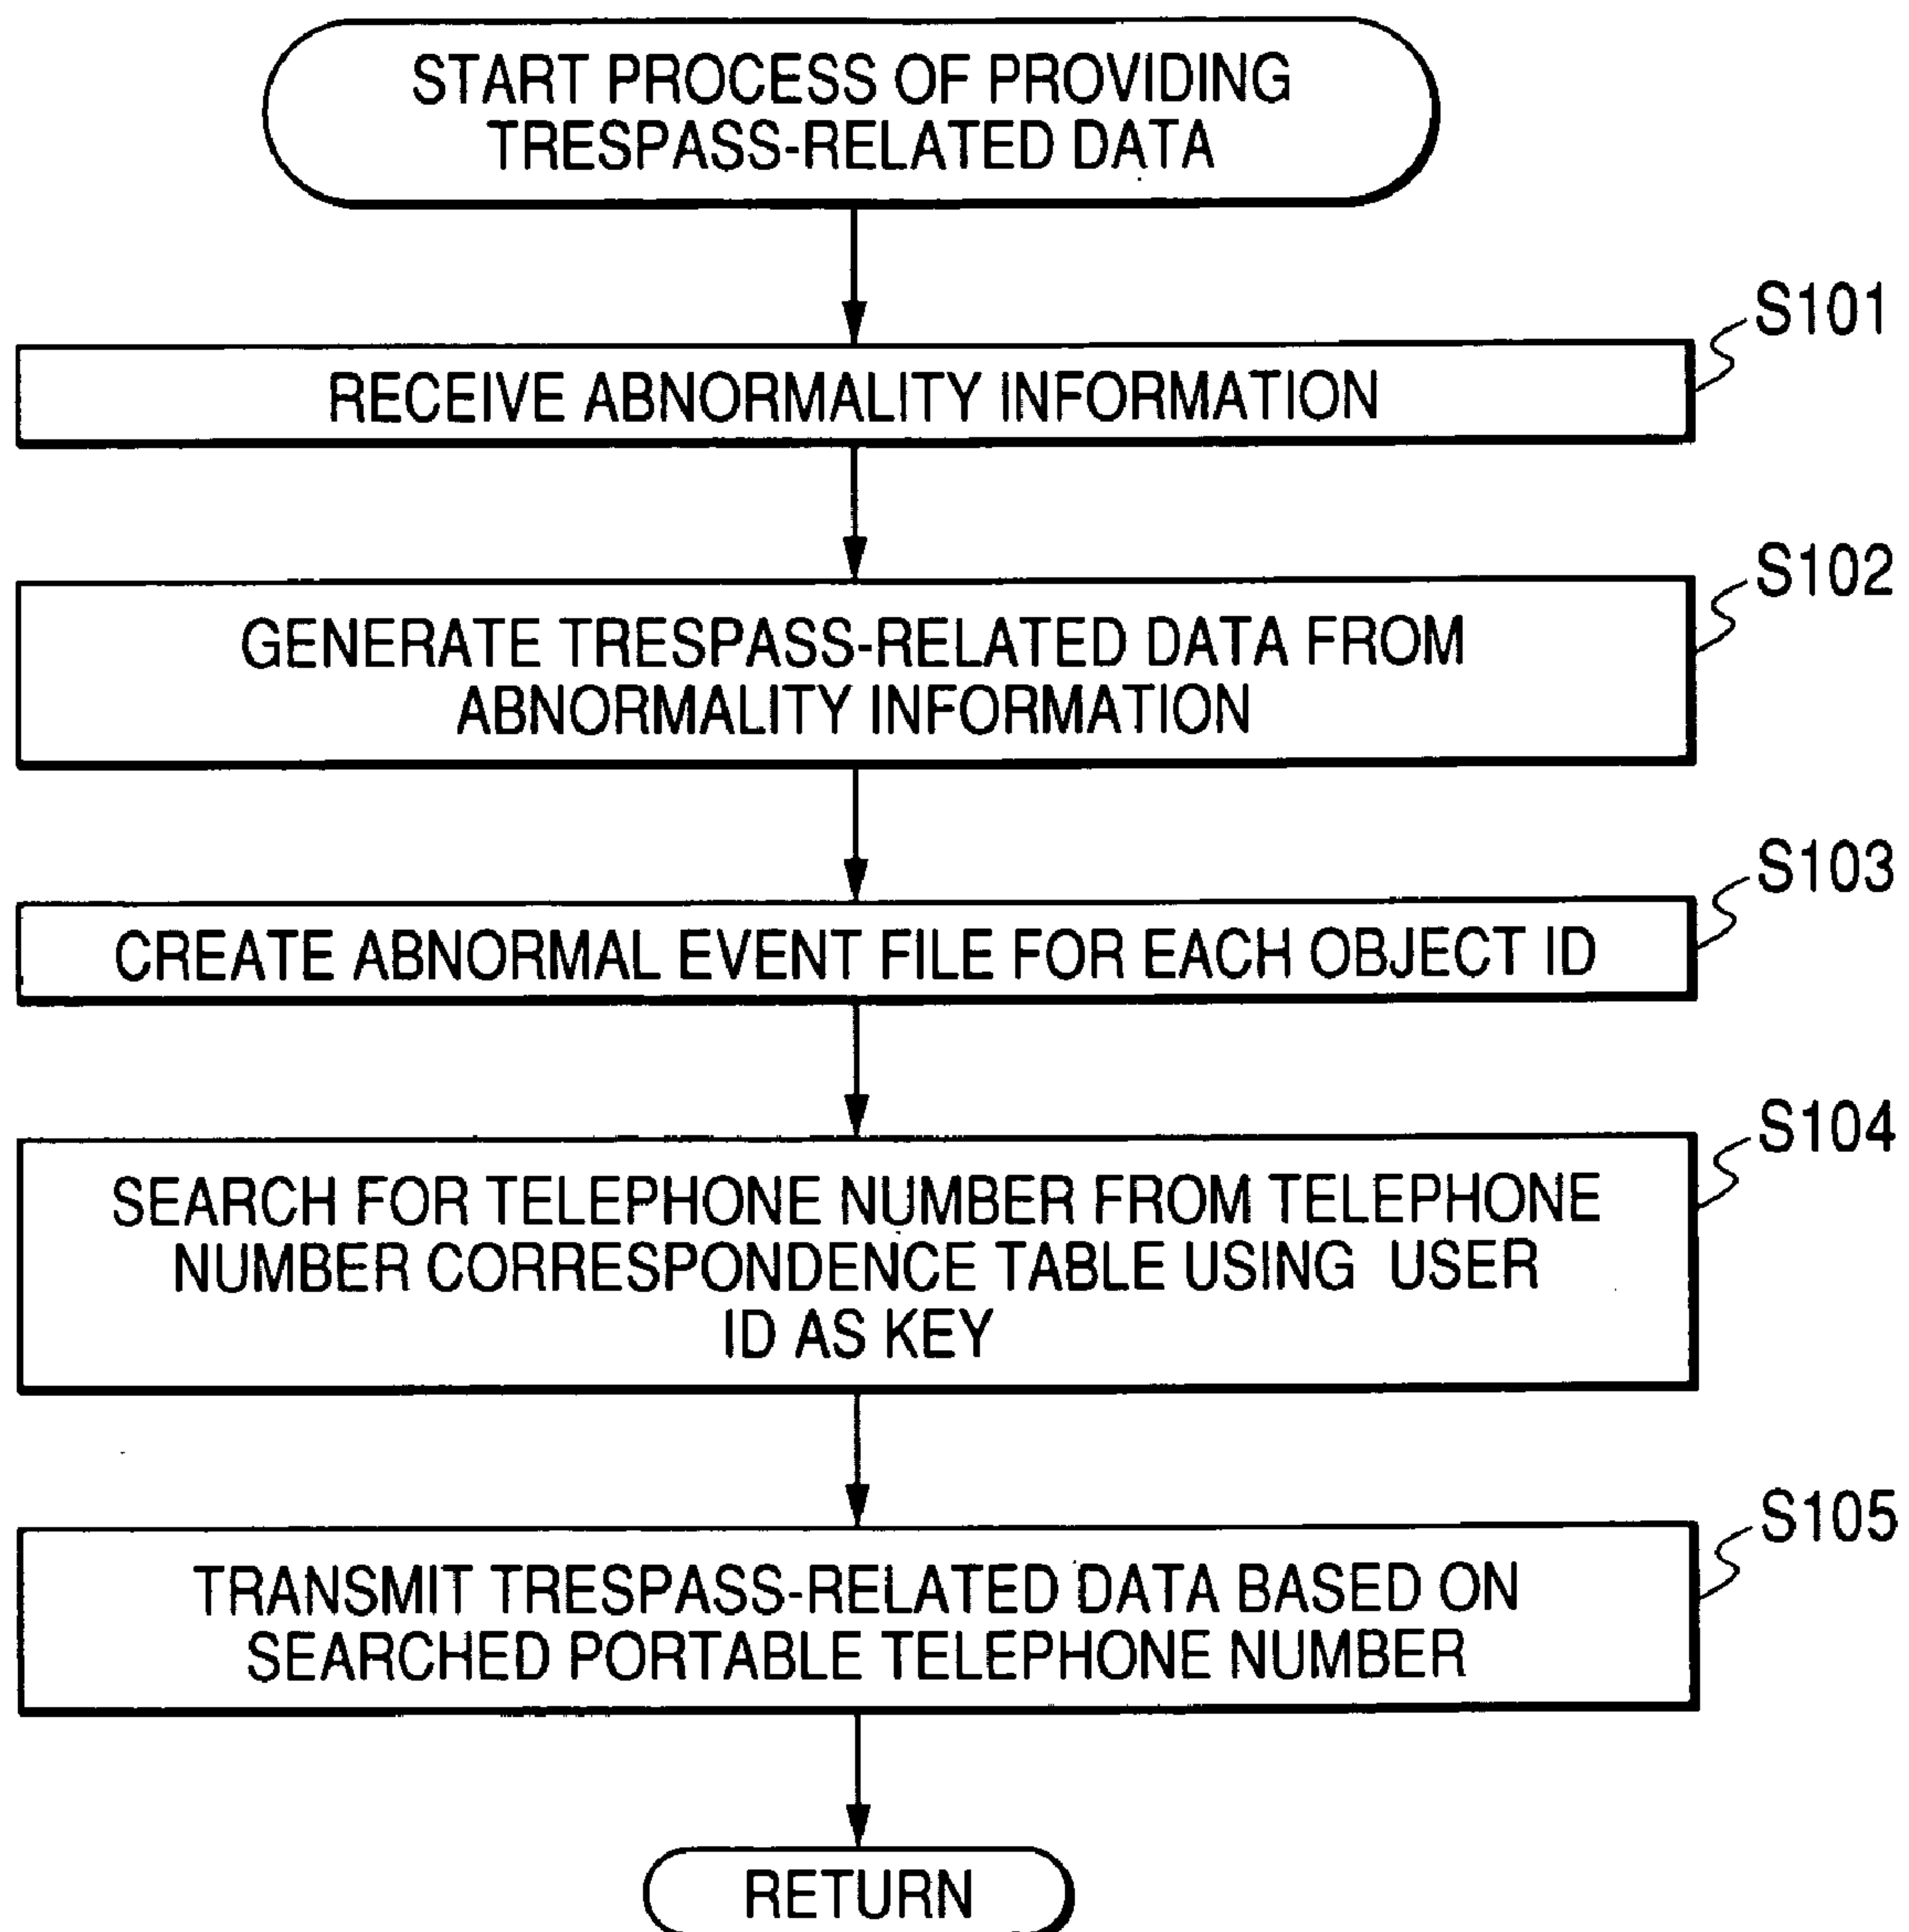 START PROCESS OF PROVIDING
TRESPASS-RELATED DATA
S101
RECEIVE ABNORMALITY INFORMATION
S102
GENERATE TRESPASS-RELATED DATA FROM
ABNORMALITY INFORMATION
S103
CREATE ABNORMAL EVENT FILE FOR EACH OBJECT ID
S104
SEARCH FOR TELEPHONE NUMBER FROM TELEPHONE
NUMBER CORRESPONDENCE TABLE USING USER
ID AS KEY
S105
TRANSMIT TRESPASS-RELATED DATA BASED ON
SEARCHED PORTABLE TELEPHONE NUMBER
RETURN